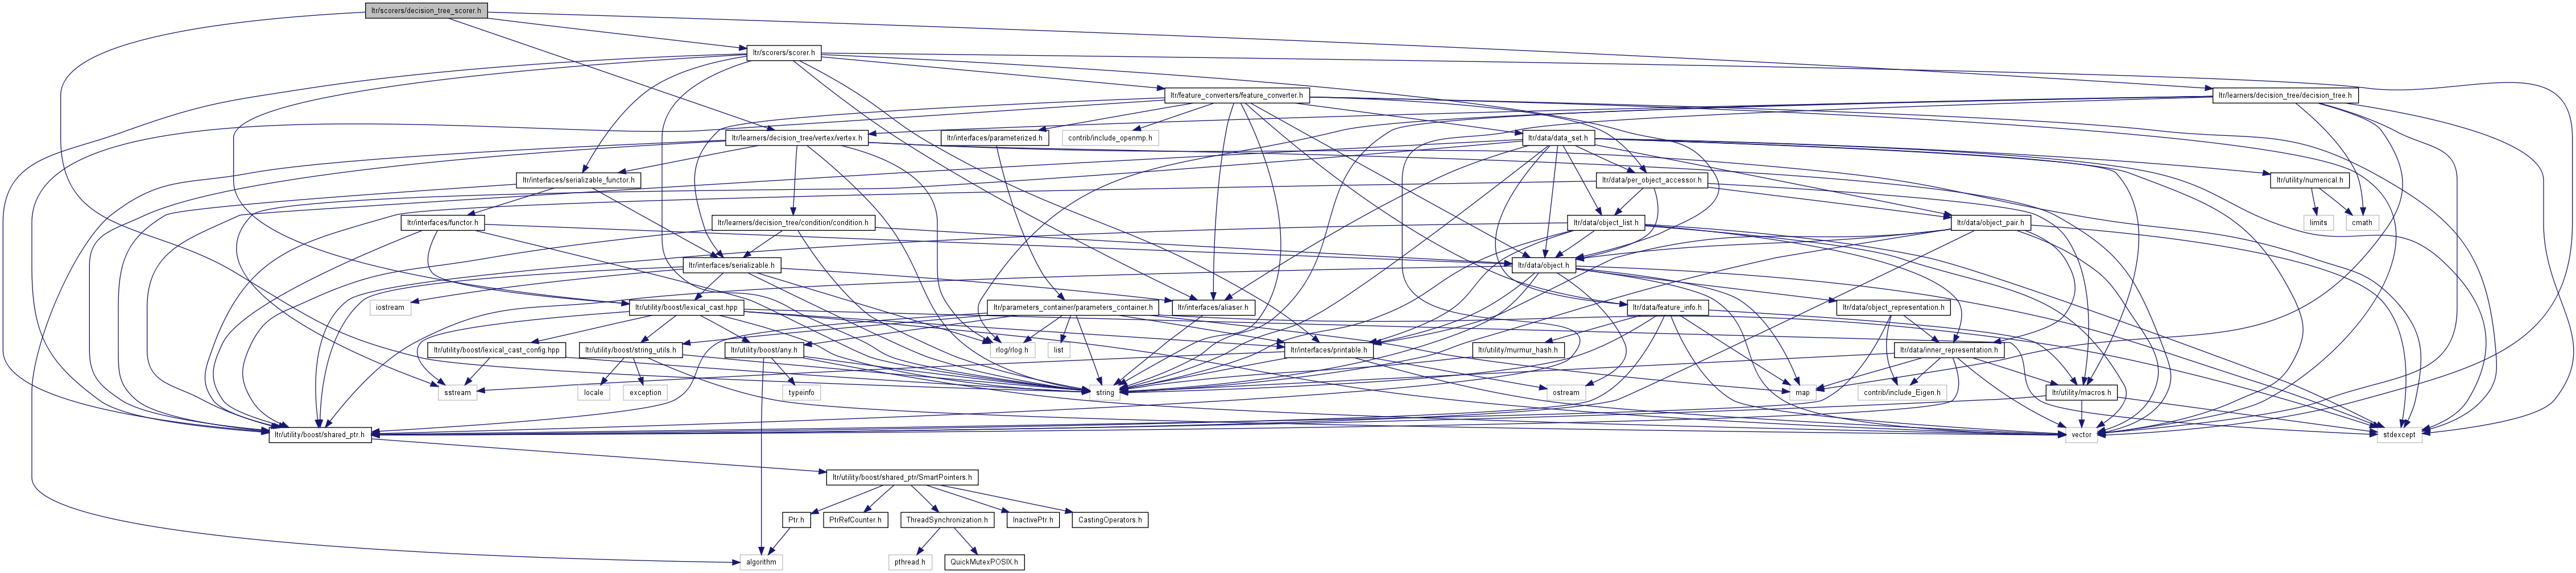 ltr/scorers/decision_tree_scorer.h
ltr/scorers/scorer.h
ltr/feature_converters/feature_converter.h
ltr/learners/decision_tree/decision_tree.h
ltr/learners/decision_tree/vertex/vertex.h
ltr/interfaces/parameterized.h
contrib/include_openmp.h
ltr/data/data_set.h
ltr/interfaces/serializable_functor.h
ltr/data/per_object_accessor.h
ltr/utility/numerical.h
ltr/interfaces/functor.h
ltr/learners/decision_tree/condition/condition.h
ltr/data/object_list.h
ltr/data/object_pair.h
limits
cmath
ltr/interfaces/serializable.h
ltr/data/object.h
iostream
ltr/utility/boost/lexical_cast.hpp
ltr/parameters_container/parameters_container.h
ltr/interfaces/aliaser.h
ltr/data/feature_info.h
ltr/data/object_representation.h
ltr/utility/boost/lexical_cast_config.hpp
ltr/utility/boost/string_utils.h
ltr/utility/boost/any.h
rlog/rlog.h
list
ltr/interfaces/printable.h
ltr/utility/murmur_hash.h
ltr/data/inner_representation.h
sstream
locale
exception
typeinfo
string
ostream
map
contrib/include_Eigen.h
ltr/utility/macros.h
ltr/utility/boost/shared_ptr.h
vector
stdexcept
ltr/utility/boost/shared_ptr/SmartPointers.h
Ptr.h
PtrRefCounter.h
ThreadSynchronization.h
InactivePtr.h
CastingOperators.h
algorithm
pthread.h
QuickMutexPOSIX.h